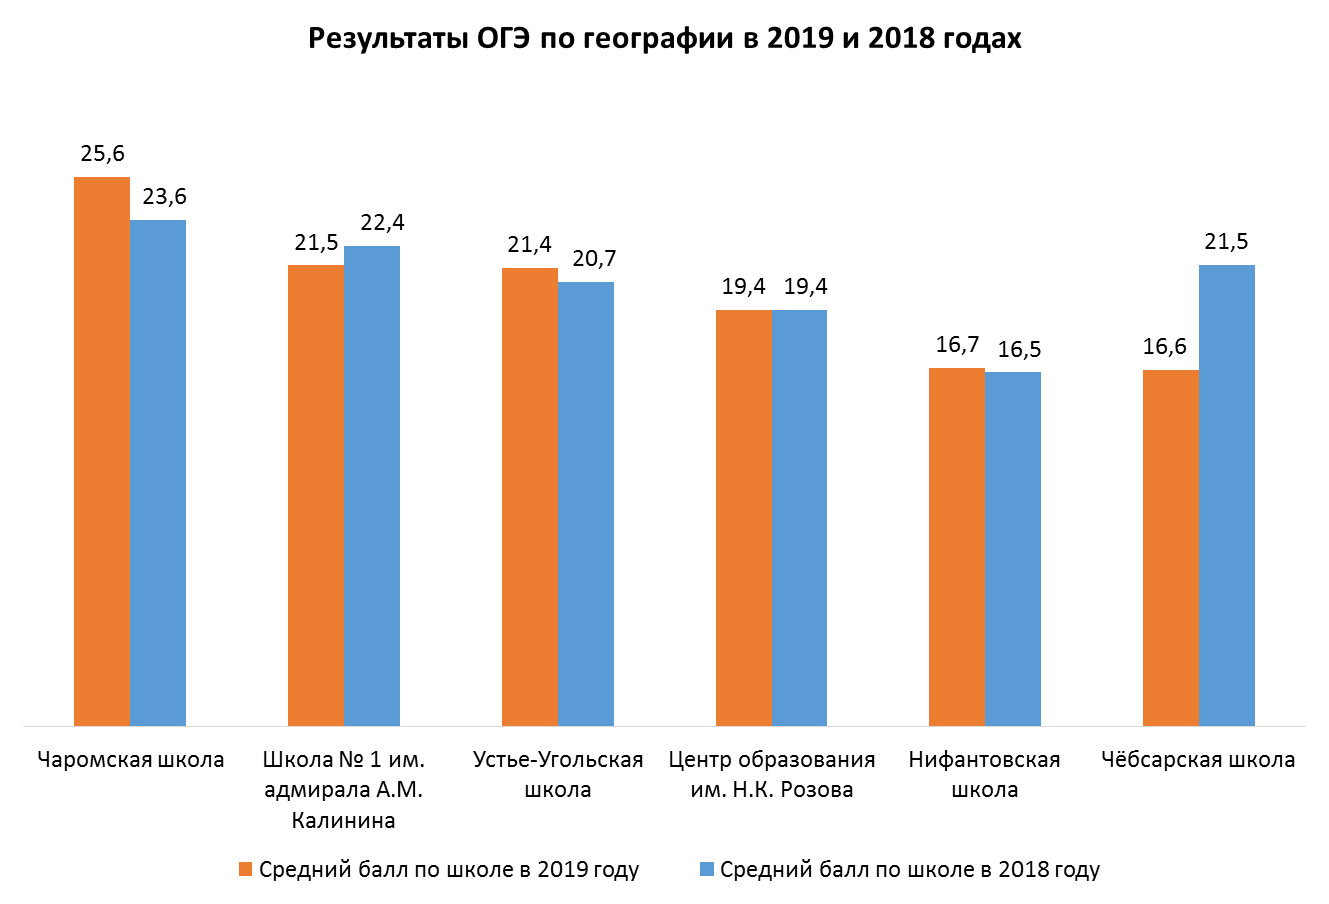 Результаты ОГЭ по географии в 2019 и 2018 годах
25,6
23,6
21,5
22,4
21,4
20,7
19,4
19,4
16,7
16,5
16,6
21,5
Чаромская школа
Школа № 1 им.
адмирала А.М.
Калинина
Устье-Угольская
школа
Центр образования
им. Н.К. Розова
Нифантовская
школа
Чёбсарская школа
Средний балл по школе в 2019 году
Средний балл по школе в 2018 году